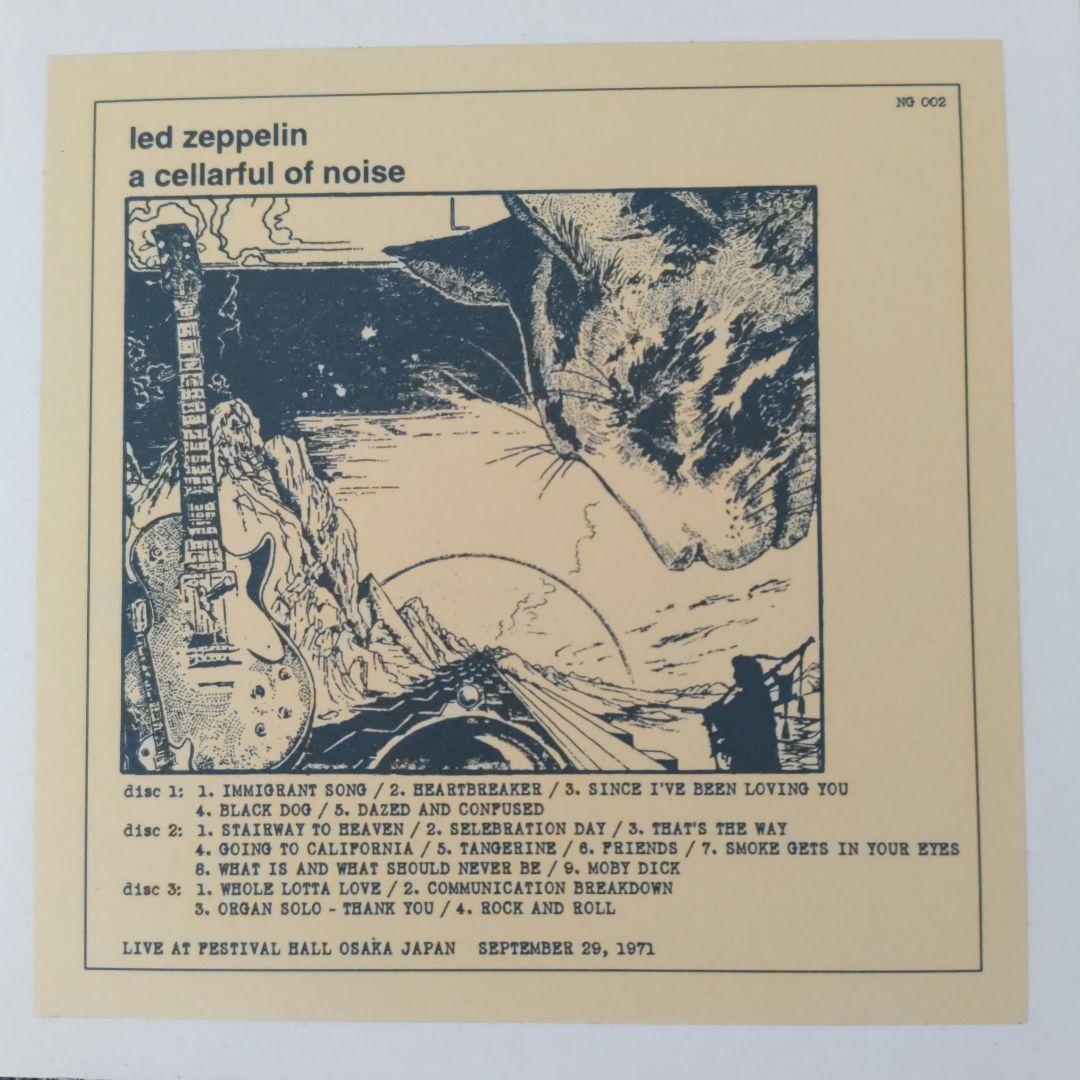 NG 002
led zeppelin
a cellarful of noise
disc 1: 1. IMMIGRANT SONG / 2. HEARTBREAKER / 3. SINCE I'VE BEEN LOVING YOU
4. BLACK DOG / 5. DAZED AND CONFUSED
disc 2: 1. STAIRWAY TO HEAVEN / 2. SELEBRATION DAY / 3. THAT'S THE WAY
4. GOING TO CALIFORNIA / 5. TANGERINE / 6. FRIENDS / 7. SMOKE GETS IN YOUR EYES
8. WHAT IS AND WHAT SHOULD NEVER BE / 9. MOBY DICK
disc 3: 1. WHOLE LOTTA LOVE / 2. COMMUNICATION BREAKDOWN
3. ORGAN SOLO - THANK YOU / 4. ROCK AND ROLL
LIVE AT FESTIVAL HALL OSAKA JAPAN SEPTEMBER 29, 1971